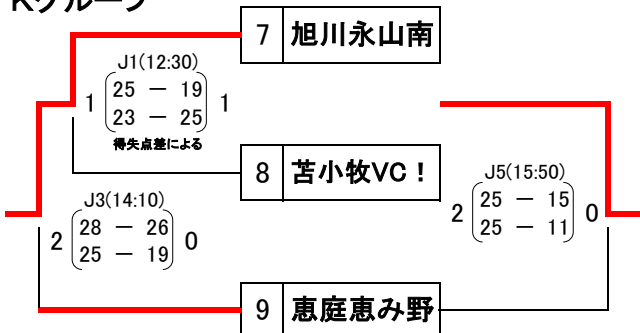 Kグループ
7 旭川永山南
J1(12:30)
1 25 － 19 1
23 － 25
得失点差による
8 苫小牧VC！
J5(15:50)
2 25 － 15 0
25 － 11
J3(14:10)
2 28 － 26 0
25 － 19
9 恵庭恵み野